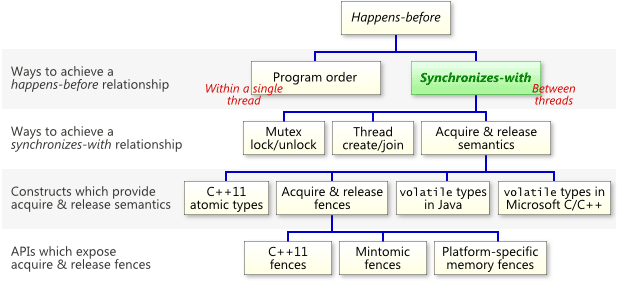 Happens-before
Ways to achieve a
happens-before relationship
Program order
Within a single
thread
Synchronizes-with
Between
threads
Ways to achieve a
synchronizes-with relationship
Mutex
lock/unlock
Thread
create/join
Acquire & release
semantics
Constructs which provide
acquire & release semantics
C++11
atomic types
Acquire & release
fences
volatile types
in Java
volatile types in
Microsoft C/C++
APIs which expose
acquire & release fences
C++11
fences
Mintomic
fences
Platform-specific
memory fences